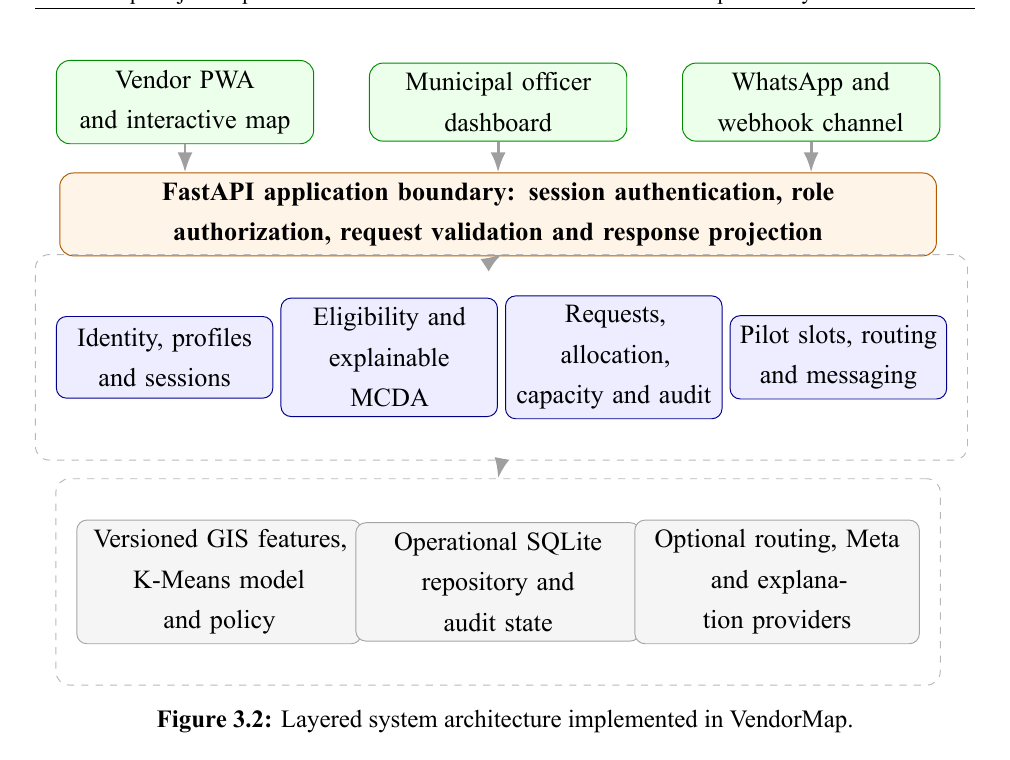 Vendor PWA
and interactive map
Municipal officer
dashboard
WhatsApp and
webhook channel
FastAPI application boundary: session authentication, role
authorization, request validation and response projection
Identity, profiles
and sessions
Eligibility and
explainable
MCDA
Requests,
allocation,
capacity and audit
Pilot slots, routing
and messaging
Versioned GIS features,
K-Means model
and policy
Operational SQLite
repository and
audit state
Optional routing, Meta
and explana-
tion providers
Figure 3.2: Layered system architecture implemented in VendorMap.